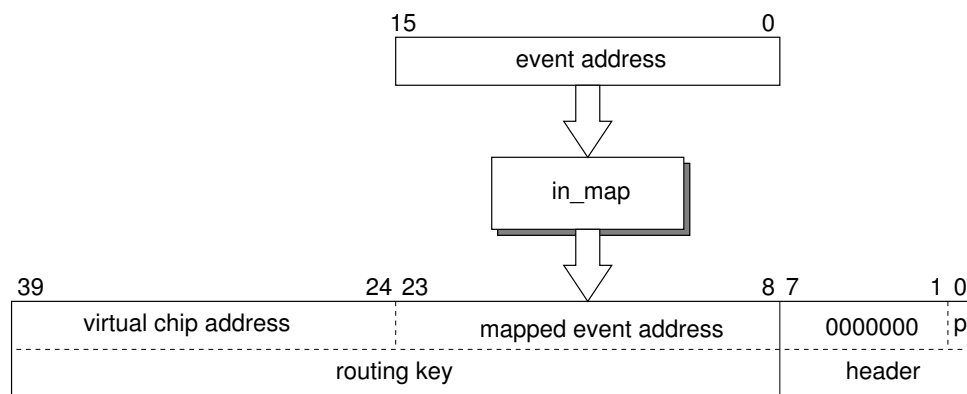 15 0
event address
in_map
39 24 23 8 7 1 0
virtual chip address mapped event address 0000000 p
routing key header